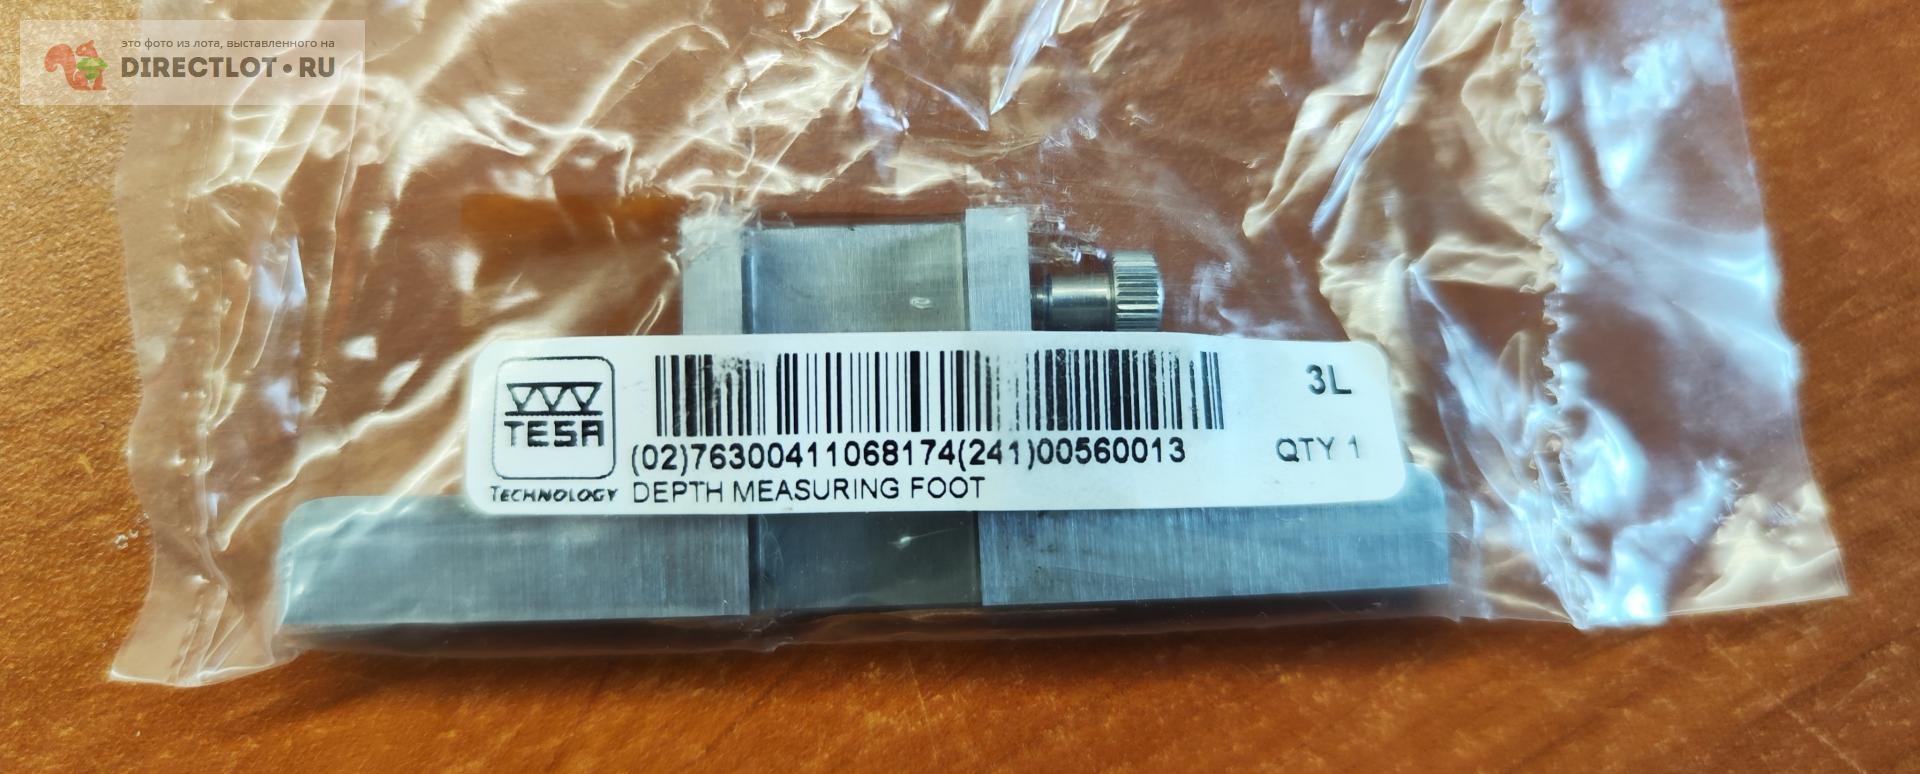 это фото из лота, выставленного на
DIRECTLOT•RU
TESA
TECHNOLOGY
(02)76300411068174(241)00560013
DEPTH MEASURING FOOT
3L
QTY 1